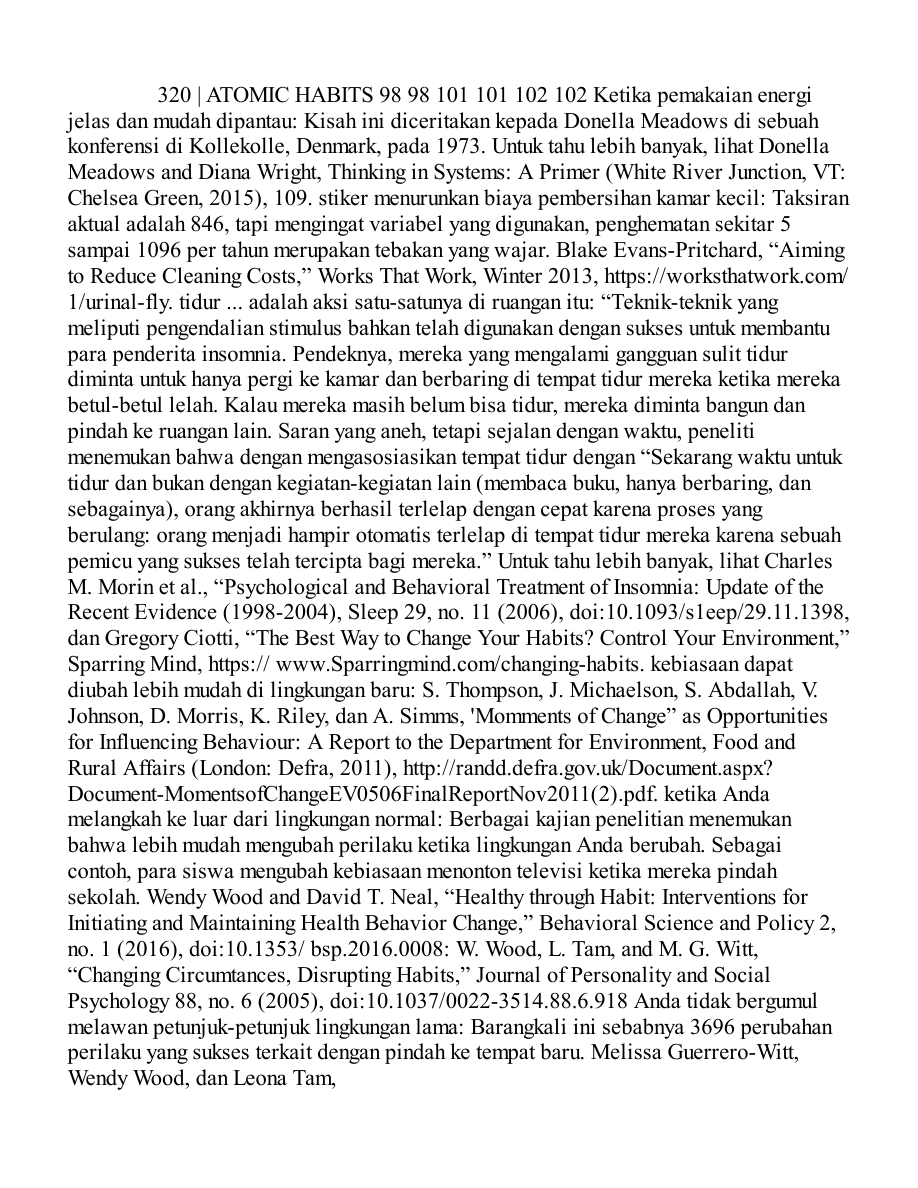 320 | ATOMIC HABITS 98 98 101 101 102 102 Ketika pemakaian energi
jelas dan mudah dipantau: Kisah ini diceritakan kepada Donella Meadows di sebuah
konferensi di Kollekolle, Denmark, pada 1973. Untuk tahu lebih banyak, lihat Donella
Meadows and Diana Wright, Thinking in Systems: A Primer (White River Junction, VT:
Chelsea Green, 2015), 109. stiker menurunkan biaya pembersihan kamar kecil: Taksiran
aktual adalah 846, tapi mengingat variabel yang digunakan, penghematan sekitar 5
sampai 1096 per tahun merupakan tebakan yang wajar. Blake Evans-Pritchard, “Aiming
to Reduce Cleaning Costs,” Works That Work, Winter 2013, https://worksthatwork.com/
1/urinal-fly. tidur ... adalah aksi satu-satunya di ruangan itu: “Teknik-teknik yang
meliputi pengendalian stimulus bahkan telah digunakan dengan sukses untuk membantu
para penderita insomnia. Pendeknya, mereka yang mengalami gangguan sulit tidur
diminta untuk hanya pergi ke kamar dan berbaring di tempat tidur mereka ketika mereka
betul-betul lelah. Kalau mereka masih belum bisa tidur, mereka diminta bangun dan
pindah ke ruangan lain. Saran yang aneh, tetapi sejalan dengan waktu, peneliti
menemukan bahwa dengan mengasosiasikan tempat tidur dengan “Sekarang waktu untuk
tidur dan bukan dengan kegiatan-kegiatan lain (membaca buku, hanya berbaring, dan
sebagainya), orang akhirnya berhasil terlelap dengan cepat karena proses yang
berulang: orang menjadi hampir otomatis terlelap di tempat tidur mereka karena sebuah
pemicu yang sukses telah tercipta bagi mereka.” Untuk tahu lebih banyak, lihat Charles
M. Morin et al., “Psychological and Behavioral Treatment of Insomnia: Update of the
Recent Evidence (1998-2004), Sleep 29, no. 11 (2006), doi:10.1093/s1eep/29.11.1398,
dan Gregory Ciotti, “The Best Way to Change Your Habits? Control Your Environment,”
Sparring Mind, https:// www.Sparringmind.com/changing-habits. kebiasaan dapat
diubah lebih mudah di lingkungan baru: S. Thompson, J. Michaelson, S. Abdallah, V.
Johnson, D. Morris, K. Riley, dan A. Simms, 'Momments of Change” as Opportunities
for Influencing Behaviour: A Report to the Department for Environment, Food and
Rural Affairs (London: Defra, 2011), http://randd.defra.gov.uk/Document.aspx?
Document-MomentsofChangeEV0506FinalReportNov2011(2).pdf. ketika Anda
melangkah ke luar dari lingkungan normal: Berbagai kajian penelitian menemukan
bahwa lebih mudah mengubah perilaku ketika lingkungan Anda berubah. Sebagai
contoh, para siswa mengubah kebiasaan menonton televisi ketika mereka pindah
sekolah. Wendy Wood and David T. Neal, “Healthy through Habit: Interventions for
Initiating and Maintaining Health Behavior Change,” Behavioral Science and Policy 2,
no. 1 (2016), doi:10.1353/ bsp.2016.0008: W. Wood, L. Tam, and M. G. Witt,
“Changing Circumtances, Disrupting Habits,” Journal of Personality and Social
Psychology 88, no. 6 (2005), doi:10.1037/0022-3514.88.6.918 Anda tidak bergumul
melawan petunjuk-petunjuk lingkungan lama: Barangkali ini sebabnya 3696 perubahan
perilaku yang sukses terkait dengan pindah ke tempat baru. Melissa Guerrero-Witt,
Wendy Wood, dan Leona Tam,